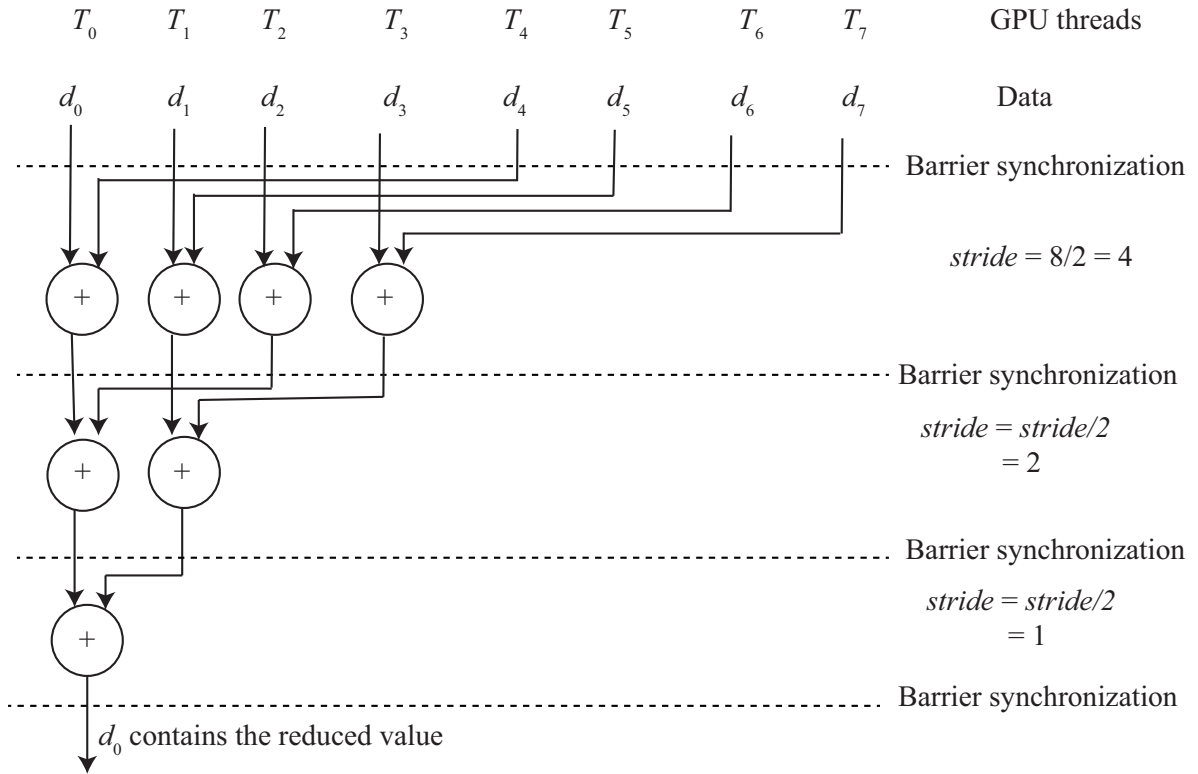 T₀ T₁ T₂ T₃ T₄ T₅ T₆ T₇ GPU threads
d₀ d₁ d₂ d₃ d₄ d₅ d₆ d₇ Data
Barrier synchronization
stride = 8/2 = 4
+ + + +
Barrier synchronization
stride = stride/2
= 2
+ +
Barrier synchronization
stride = stride/2
= 1
+
Barrier synchronization
d₀ contains the reduced value